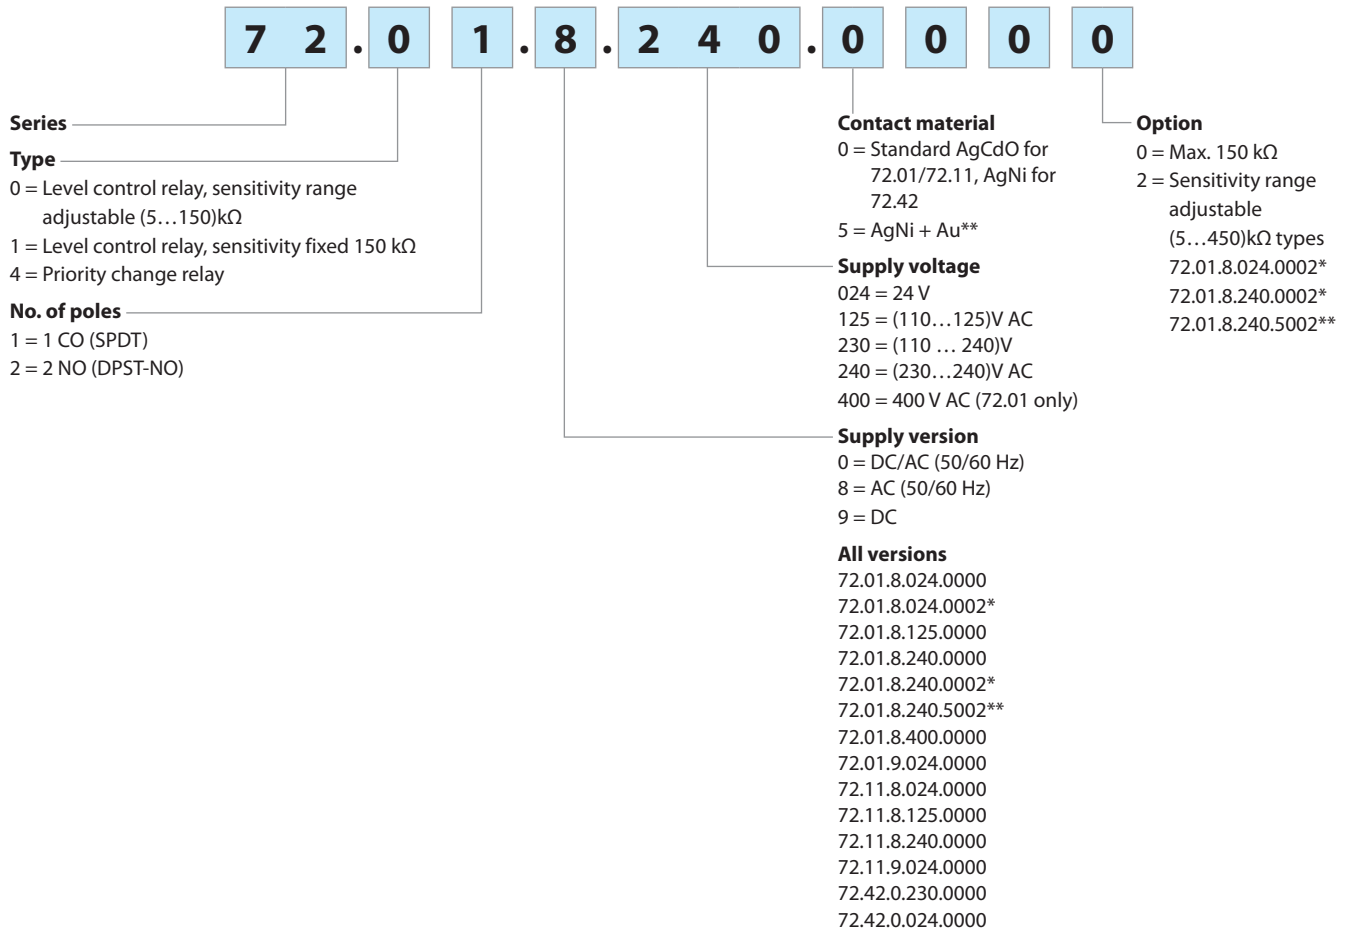 7 2 . 0 1 . 8 . 2 4 0 . 0 0 0 0
Series
Type
0 = Level control relay, sensitivity range
adjustable (5…150)kΩ
1 = Level control relay, sensitivity fixed 150 kΩ
4 = Priority change relay
No. of poles
1 = 1 CO (SPDT)
2 = 2 NO (DPST-NO)
Contact material
0 = Standard AgCdO for
72.01/72.11, AgNi for
72.42
5 = AgNi + Au**
Supply voltage
024 = 24 V
125 = (110…125)V AC
230 = (110 … 240)V
240 = (230…240)V AC
400 = 400 V AC (72.01 only)
Supply version
0 = DC/AC (50/60 Hz)
8 = AC (50/60 Hz)
9 = DC
All versions
72.01.8.024.0000
72.01.8.024.0002*
72.01.8.125.0000
72.01.8.240.0000
72.01.8.240.0002*
72.01.8.240.5002**
72.01.8.400.0000
72.01.9.024.0000
72.11.8.024.0000
72.11.8.125.0000
72.11.8.240.0000
72.11.9.024.0000
72.42.0.230.0000
72.42.0.024.0000
Option
0 = Max. 150 kΩ
2 = Sensitivity range
adjustable
(5…450)kΩ types
72.01.8.024.0002*
72.01.8.240.0002*
72.01.8.240.5002**